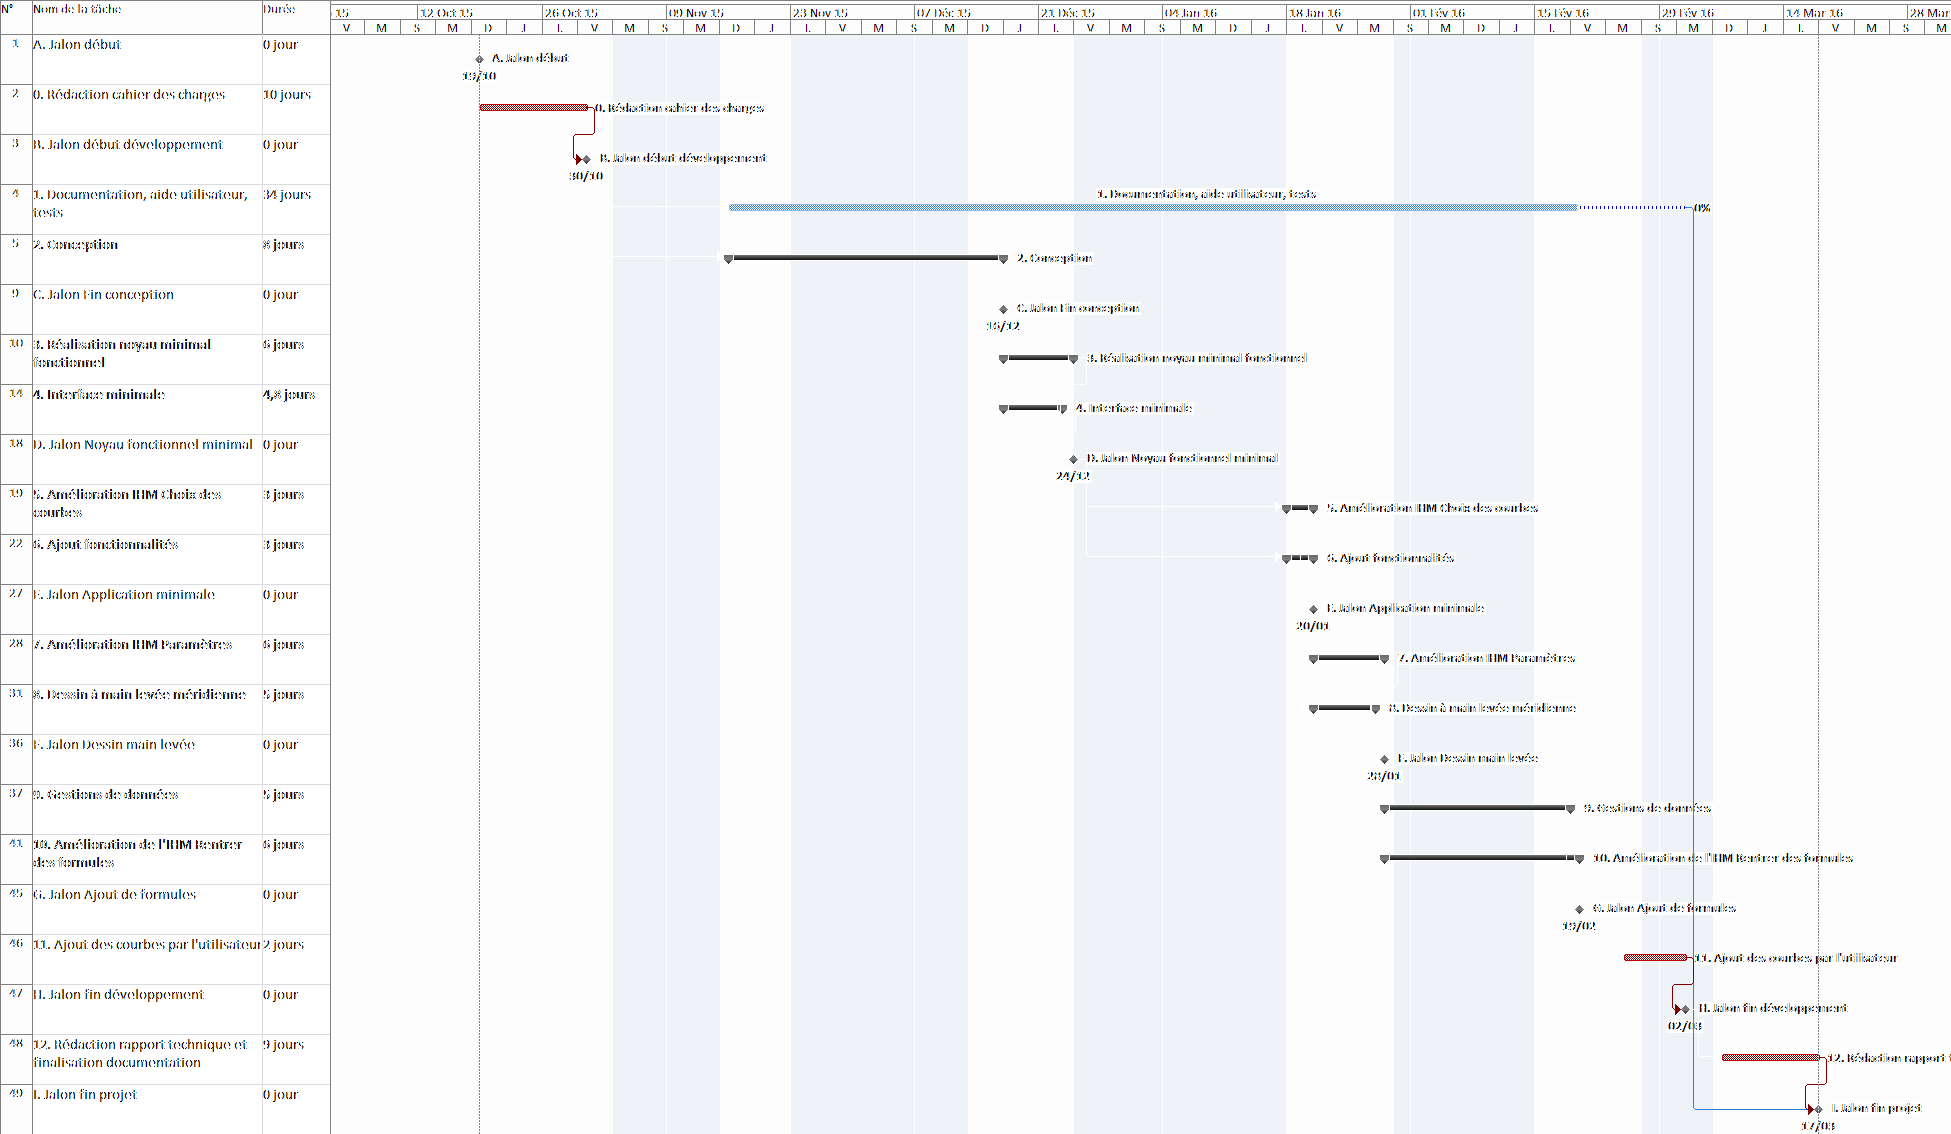 N° Nom de la tâche Durée
15 12 Oct 15 26 Oct 15 09 Nov 15 23 Nov 15 07 Déc 15 21 Déc 15 04 Jan 16 18 Jan 16 01 Fév 16 15 Fév 16 29 Fév 16 14 Mar 16 28 Mar
V M S M D J L V M S M D J L V M S M D J L V M S M D J L V M S M D J L V M S M D J L V M S M
1 A. Jalon début 0 jour
A. Jalon début
19/10
2 0. Rédaction cahier des charges 10 jours
0. Rédaction cahier des charges
3 B. Jalon début développement 0 jour
B. Jalon début développement
30/10
4 1. Documentation, aide utilisateur, 34 jours
tests
1. Documentation, aide utilisateur, tests
0%
5 2. Conception 8 jours
2. Conception
9 C. Jalon Fin conception 0 jour
C. Jalon Fin conception
16/12
10 3. Réalisation noyau minimal 6 jours
fonctionnel
3. Réalisation noyau minimal fonctionnel
14 4. Interface minimale 4,8 jours
4. Interface minimale
18 D. Jalon Noyau fonctionnel minimal 0 jour
D. Jalon Noyau fonctionnel minimal
24/12
19 5. Amélioration IHM Choix des 3 jours
courbes
5. Amélioration IHM Choix des courbes
22 6. Ajout fonctionnalités 3 jours
6. Ajout fonctionnalités
27 E. Jalon Application minimale 0 jour
E. Jalon Application minimale
20/01
28 7. Amélioration IHM Paramètres 6 jours
7. Amélioration IHM Paramètres
31 8. Dessin à main levée méridienne 5 jours
8. Dessin à main levée méridienne
36 F. Jalon Dessin main levée 0 jour
F. Jalon Dessin main levée
28/01
37 9. Gestions de données 5 jours
9. Gestions de données
41 10. Amélioration de l'IHM Rentrer 6 jours
des formules
10. Amélioration de l'IHM Rentrer des formules
45 G. Jalon Ajout de formules 0 jour
G. Jalon Ajout de formules
19/02
46 11. Ajout des courbes par l'utilisateur 2 jours
11. Ajout des courbes par l'utilisateur
47 H. Jalon fin développement 0 jour
H. Jalon fin développement
02/03
48 12. Rédaction rapport technique et 9 jours
finalisation documentation
12. Rédaction rapport
49 I. Jalon fin projet 0 jour
I. Jalon fin projet
17/03